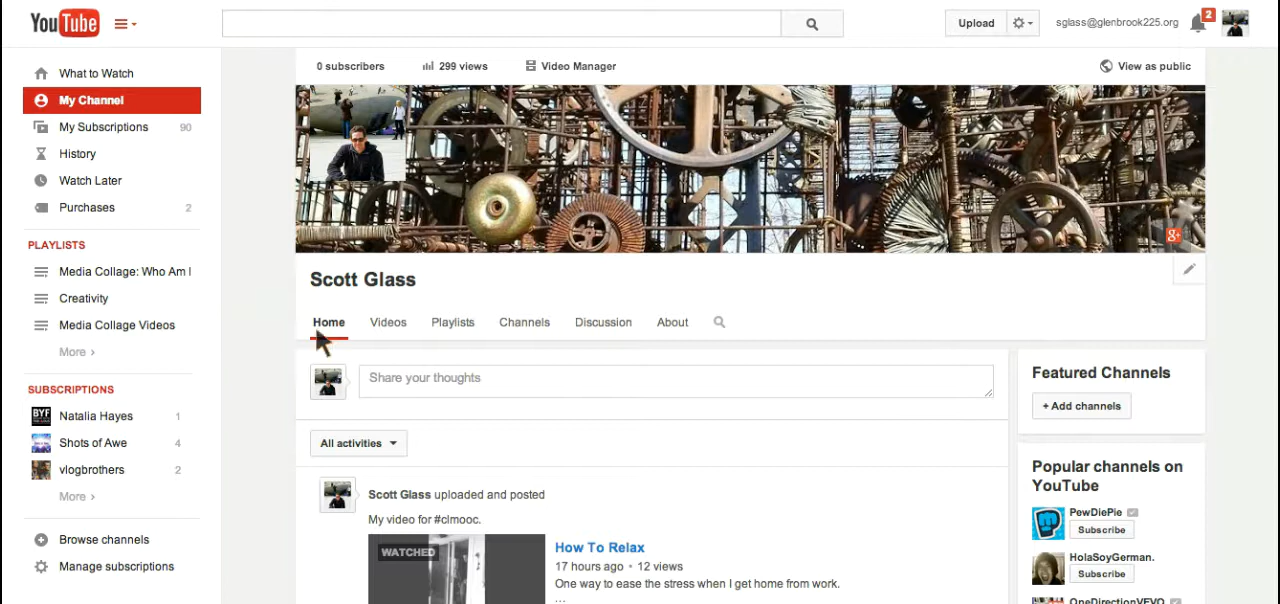 YouTube
Upload
sglass@glenbrook225.org
2
What to Watch
My Channel
My Subscriptions 90
History
Watch Later
Purchases 2
PLAYLISTS
Media Collage: Who Am I
Creativity
Media Collage Videos
More ›
SUBSCRIPTIONS
BYF
Natalia Hayes 1
Shots of Awe 4
vlogbrothers 2
More ›
Browse channels
Manage subscriptions
0 subscribers
299 views
Video Manager
View as public
g+
Scott Glass
Home
Videos
Playlists
Channels
Discussion
About
Share your thoughts
All activities
Scott Glass uploaded and posted
My video for #clmooc.
WATCHED
How To Relax
17 hours ago • 12 views
One way to ease the stress when I get home from work.
...
Featured Channels
+ Add channels
Popular channels on
YouTube
PewDiePie
Subscribe
HolaSoyGerman.
Subscribe
OneDirectionVEVO